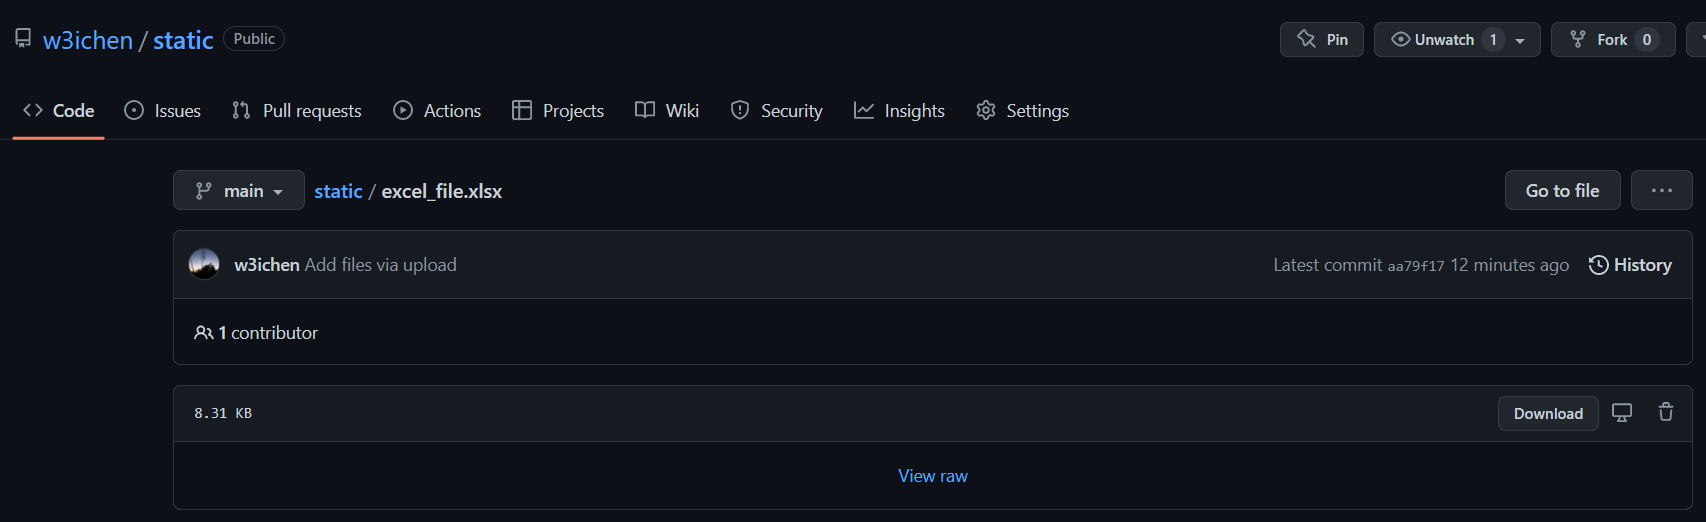 w3ichen / static Public
Pin Unwatch 1 Fork 0
Code Issues Pull requests Actions Projects Wiki Security Insights Settings
main static / excel_file.xlsx Go to file ...
w3ichen Add files via upload Latest commit aa79f17 12 minutes ago History
1 contributor
8.31 KB Download
View raw